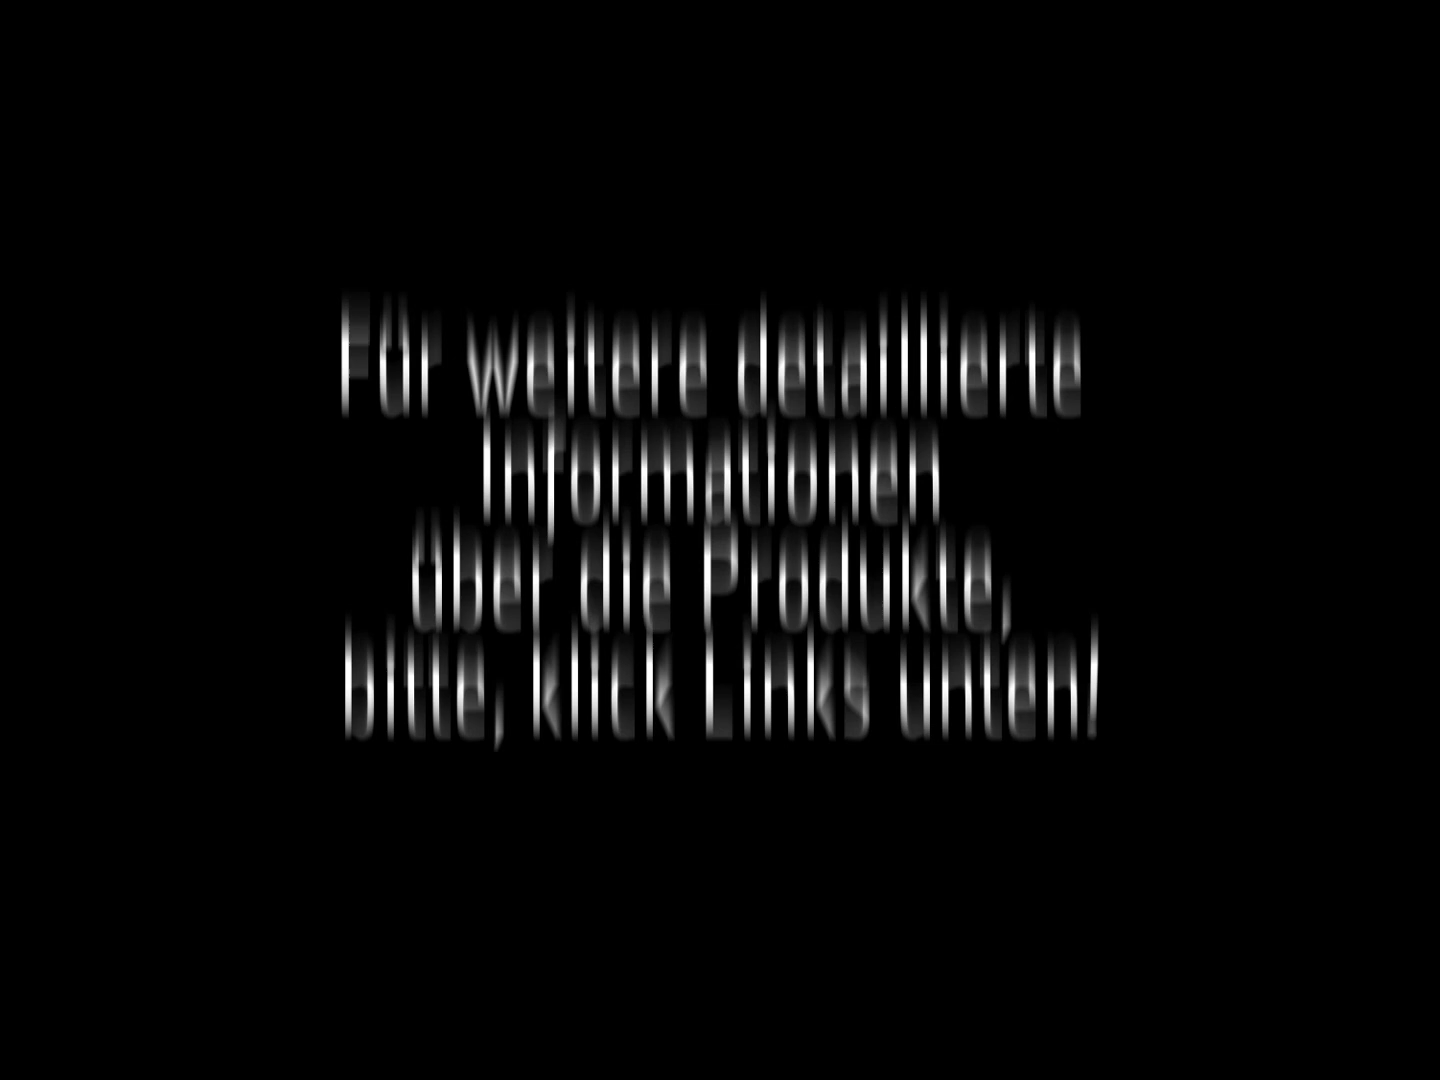 Für weitere detaillierte
Informationen
über die Produkte,
bitte, klick Links unten!